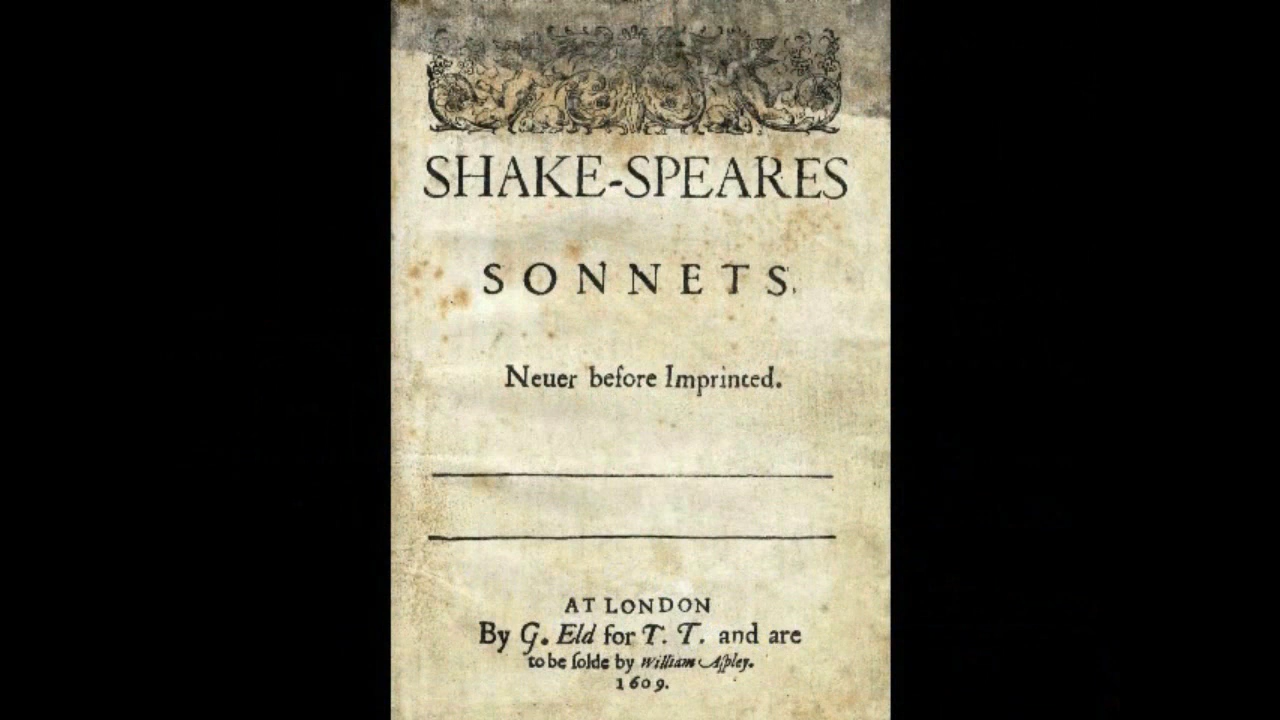 SHAKE-SPEARES
SONNETS.
Neuer before Imprinted.
AT LONDON
By G. Eld for T. T. and are
to be ſolde by William Aſpley.
1609.